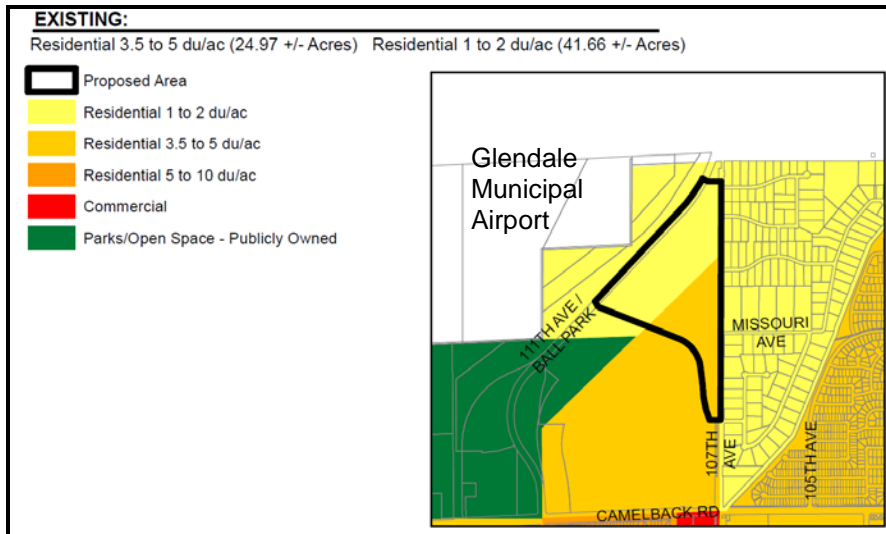 EXISTING:
Residential 3.5 to 5 du/ac (24.97 +/- Acres) Residential 1 to 2 du/ac (41.66 +/- Acres)
Proposed Area
Residential 1 to 2 du/ac
Residential 3.5 to 5 du/ac
Residential 5 to 10 du/ac
Commercial
Parks/Open Space - Publicly Owned
Glendale
Municipal
Airport
111TH AVE /
BALL PARK
MISSOURI
AVE
107TH
AVE
105TH AVE
CAMELBACK RD